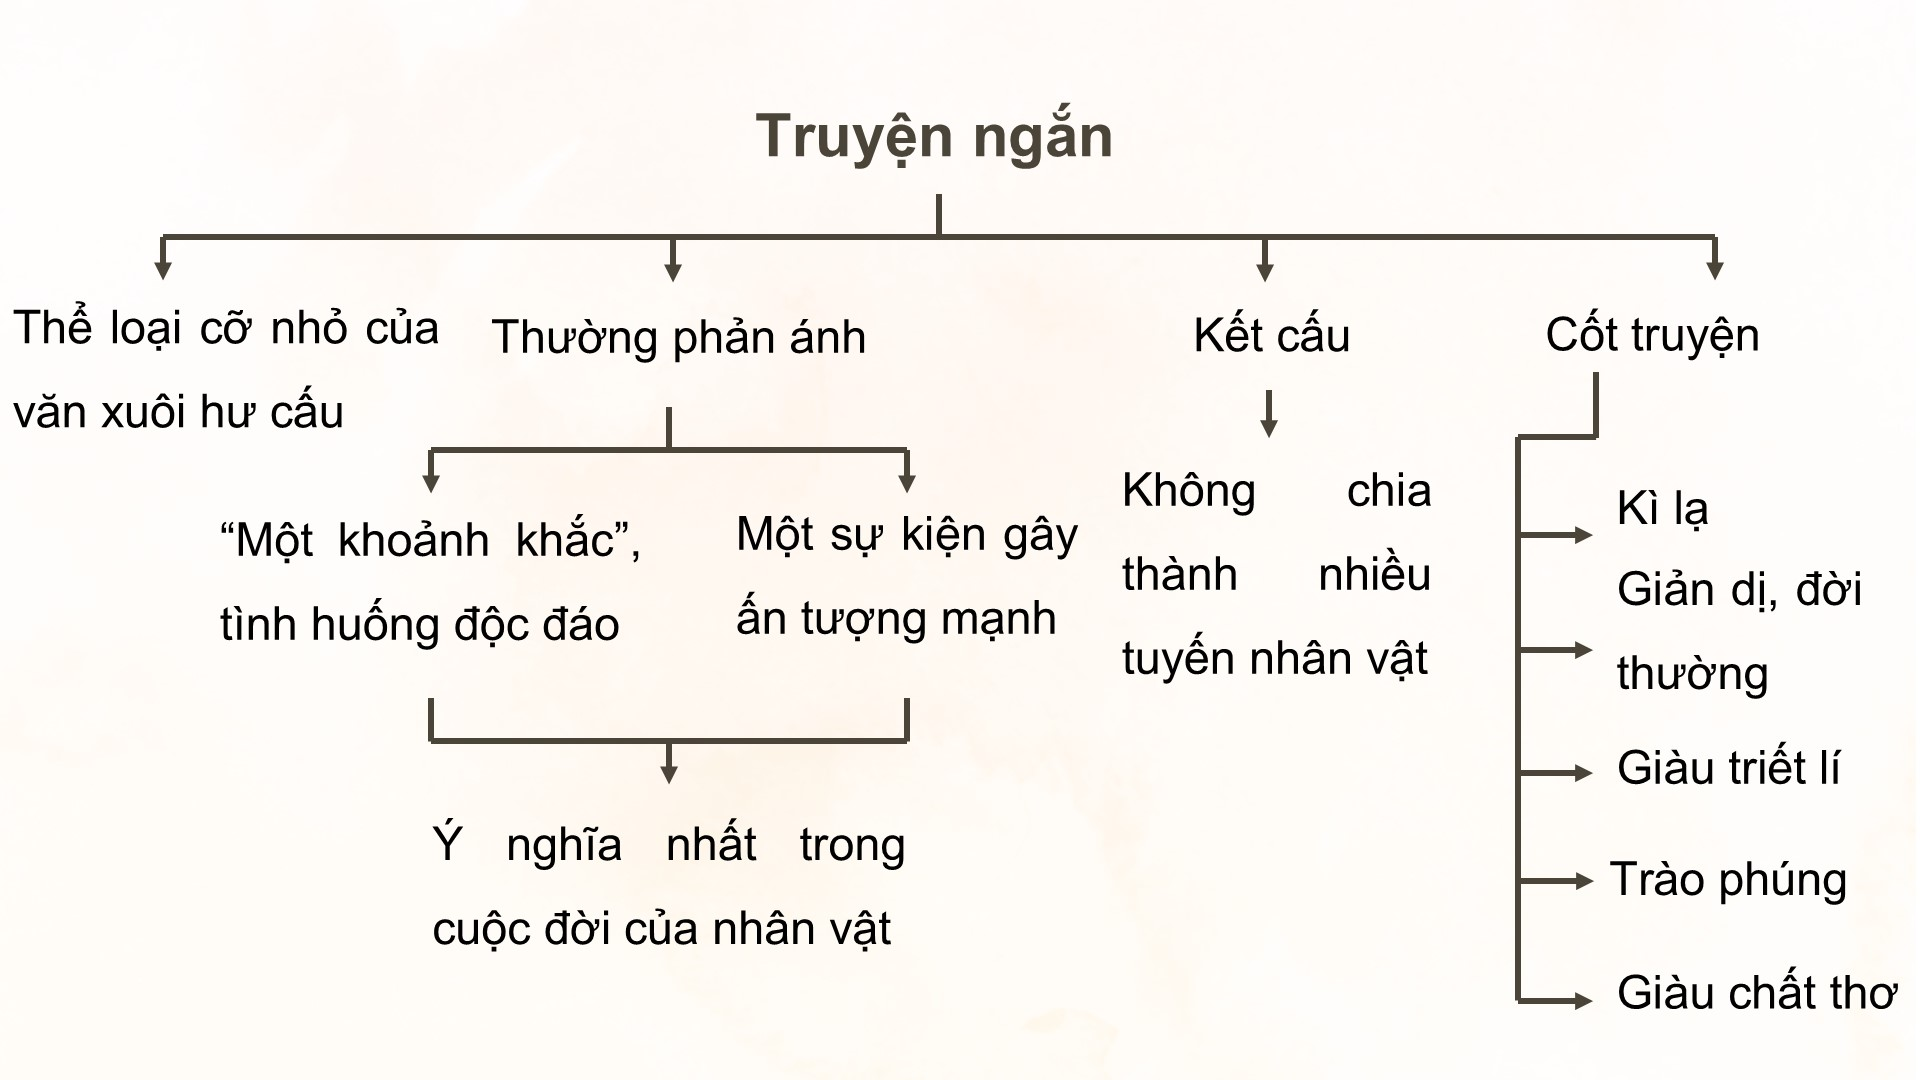 Truyện ngắn
Thể loại cỡ nhỏ của
văn xuôi hư cấu
Thường phản ánh
“Một khoảnh khắc”,
tình huống độc đáo
Một sự kiện gây
ấn tượng mạnh
Ý nghĩa nhất trong
cuộc đời của nhân vật
Kết cấu
Không chia
thành nhiều
tuyến nhân vật
Cốt truyện
Kì lạ
Giản dị, đời
thường
Giàu triết lí
Trào phúng
Giàu chất thơ